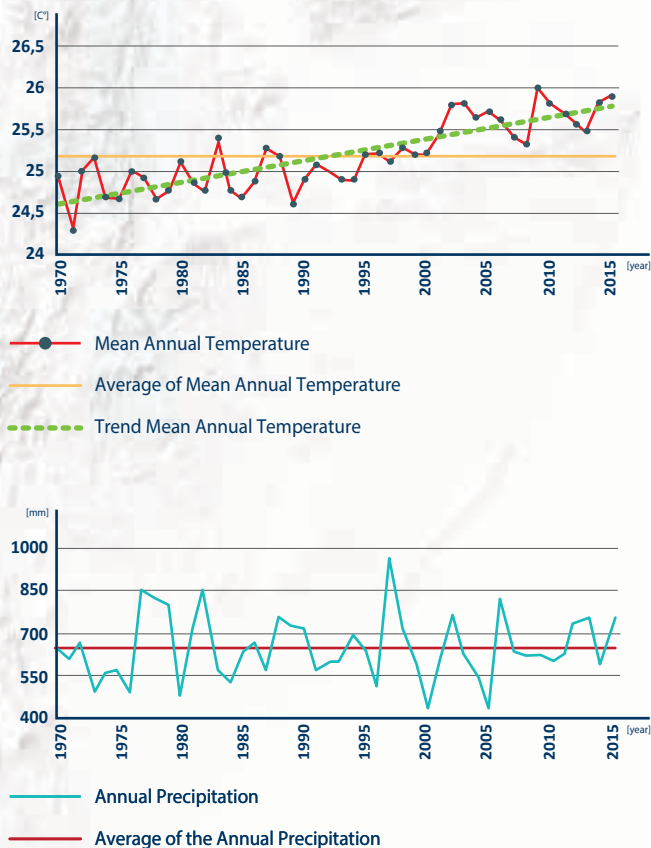 [C°]
26,5
26
25,5
25
24,5
24
1970 1975 1980 1985 1990 1995 2000 2005 2010 2015 [year]
Mean Annual Temperature
Average of Mean Annual Temperature
Trend Mean Annual Temperature
[mm]
1000
850
700
550
400
1970 1975 1980 1985 1990 1995 2000 2005 2010 2015 [year]
Annual Precipitation
Average of the Annual Precipitation